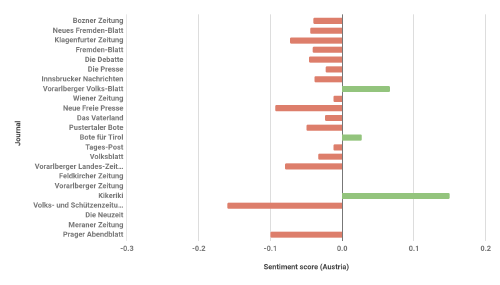 Bozner Zeitung
Neues Fremden-Blatt
Klagenfurter Zeitung
Fremden-Blatt
Die Debatte
Die Presse
Innsbrucker Nachrichten
Vorarlberger Volks-Blatt
Wiener Zeitung
Neue Freie Presse
Das Vaterland
Pustertaler Bote
Bote für Tirol
Tages-Post
Volksblatt
Vorarlberger Landes-Zeit...
Feldkircher Zeitung
Vorarlberger Zeitung
Kikeriki
Volks- und Schützenzeitu...
Die Neuzeit
Meraner Zeitung
Prager Abendblatt
Journal
-0.3 -0.2 -0.1 0.0 0.1 0.2
Sentiment score (Austria)